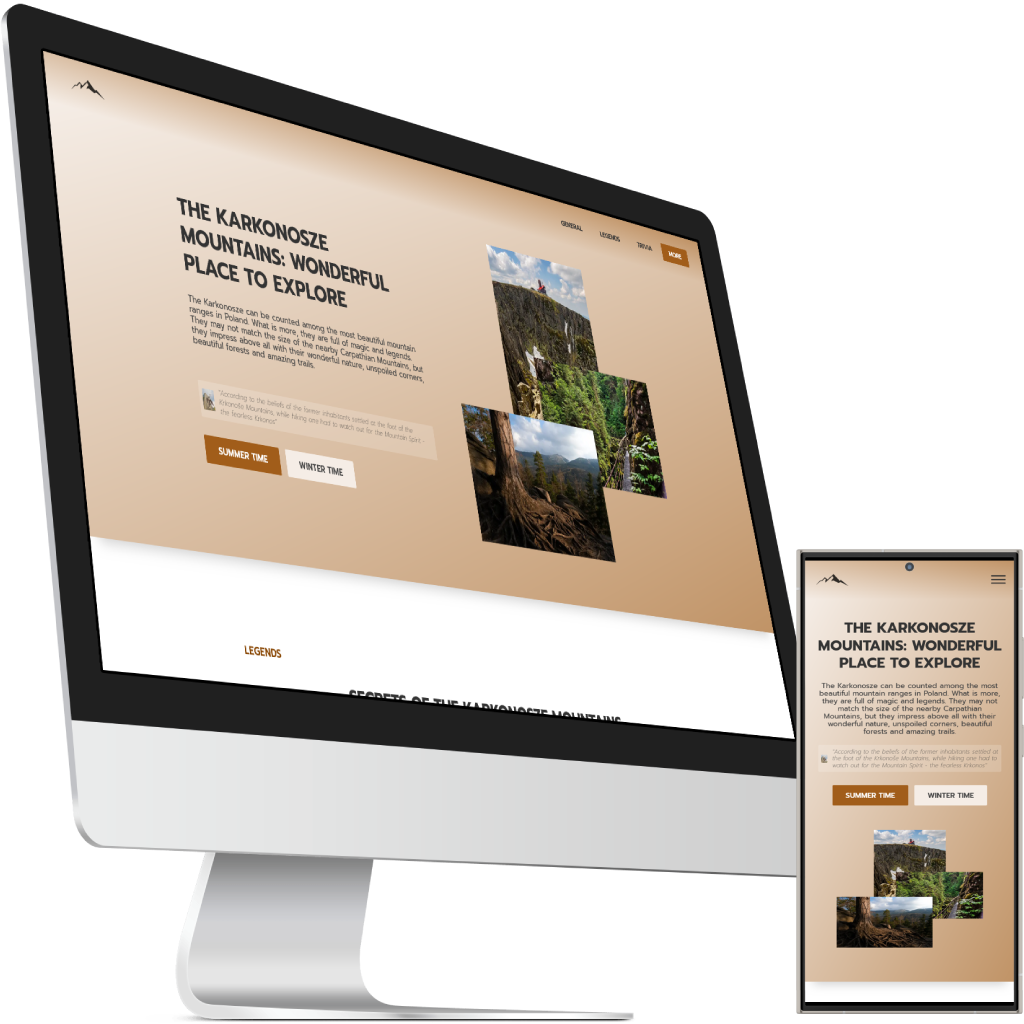 GENERAL
LEGENDS
TRIVIA
MORE
THE KARKONOSZE
MOUNTAINS: WONDERFUL
PLACE TO EXPLORE
The Karkonosze can be counted among the most beautiful mountain
ranges in Poland. What is more, they are full of magic and legends.
They may not match the size of the nearby Carpathian Mountains, but
they impress above all with their wonderful nature, unspoiled corners,
beautiful forests and amazing trails.
"According to the beliefs of the former inhabitants settled at the foot of the
Krkonoše Mountains, while hiking one had to watch out for the Mountain Spirit -
the fearless Krkonos"
SUMMER TIME
WINTER TIME
LEGENDS
SECRETS OF THE KARKONOSZE MOUNTAINS
THE KARKONOSZE
MOUNTAINS: WONDERFUL
PLACE TO EXPLORE
The Karkonosze can be counted among the most
beautiful mountain ranges in Poland. What is more,
they are full of magic and legends. They may not
match the size of the nearby Carpathian
Mountains, but they impress above all with their
wonderful nature, unspoiled corners, beautiful
forests and amazing trails.
"According to the beliefs of the former inhabitants settled at
the foot of the Krkonoše Mountains, while hiking one had to
watch out for the Mountain Spirit - the fearless Krkonos"
SUMMER TIME
WINTER TIME